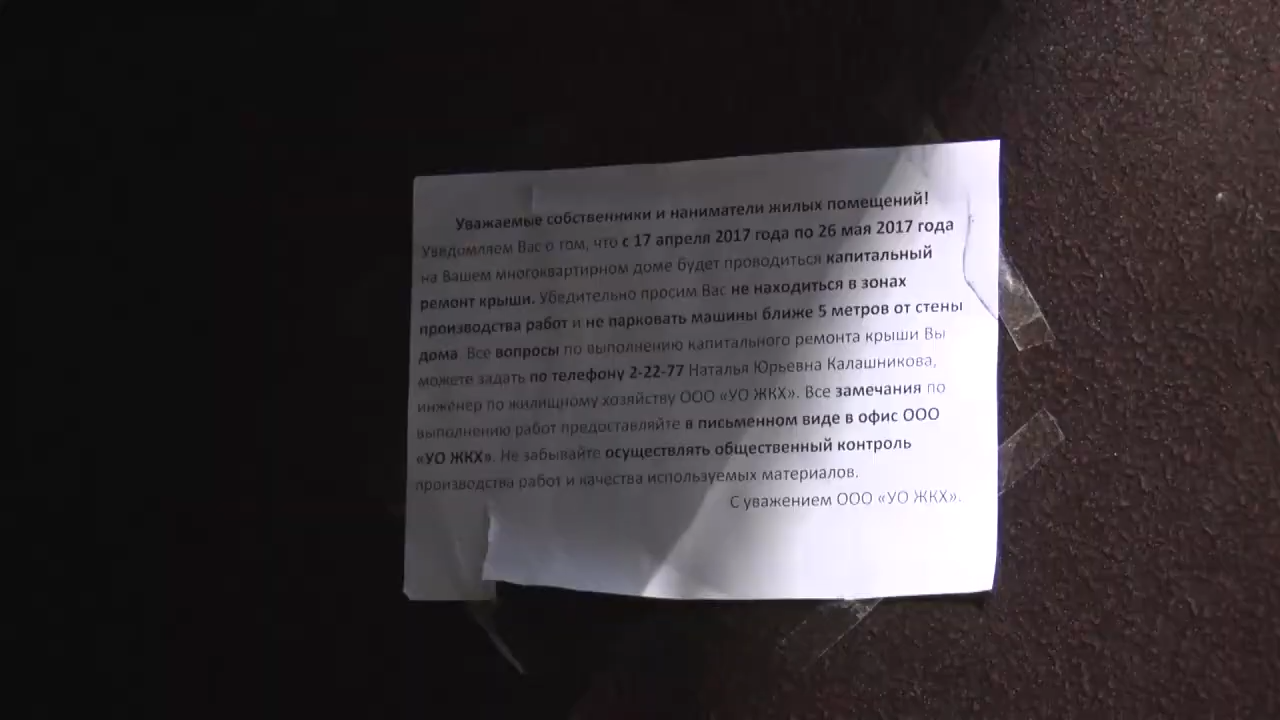 Уважаемые собственники и наниматели жилых помещений!
Уведомляем Вас о том, что с 17 апреля 2017 года по 26 мая 2017 года
на Вашем многоквартирном доме будет проводиться капитальный
ремонт крыши. Убедительно просим Вас не находиться в зонах
производства работ и не парковать машины ближе 5 метров от стены
дома. Все вопросы по выполнению капитального ремонта крыши Вы
можете задать по телефону 2-22-77 Наталья Юрьевна Калашникова,
инженер по жилищному хозяйству ООО «УО ЖКХ». Все замечания по
выполнению работ предоставляйте в письменном виде в офис ООО
«УО ЖКХ». Не забывайте осуществлять общественный контроль
производства работ и качества используемых материалов.
С уважением ООО «УО ЖКХ».